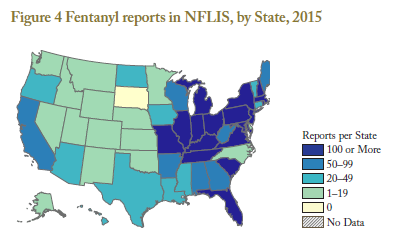 Figure 4 Fentanyl reports in NFLIS, by State, 2015
Reports per State
100 or More
50–99
20–49
1–19
0
No Data